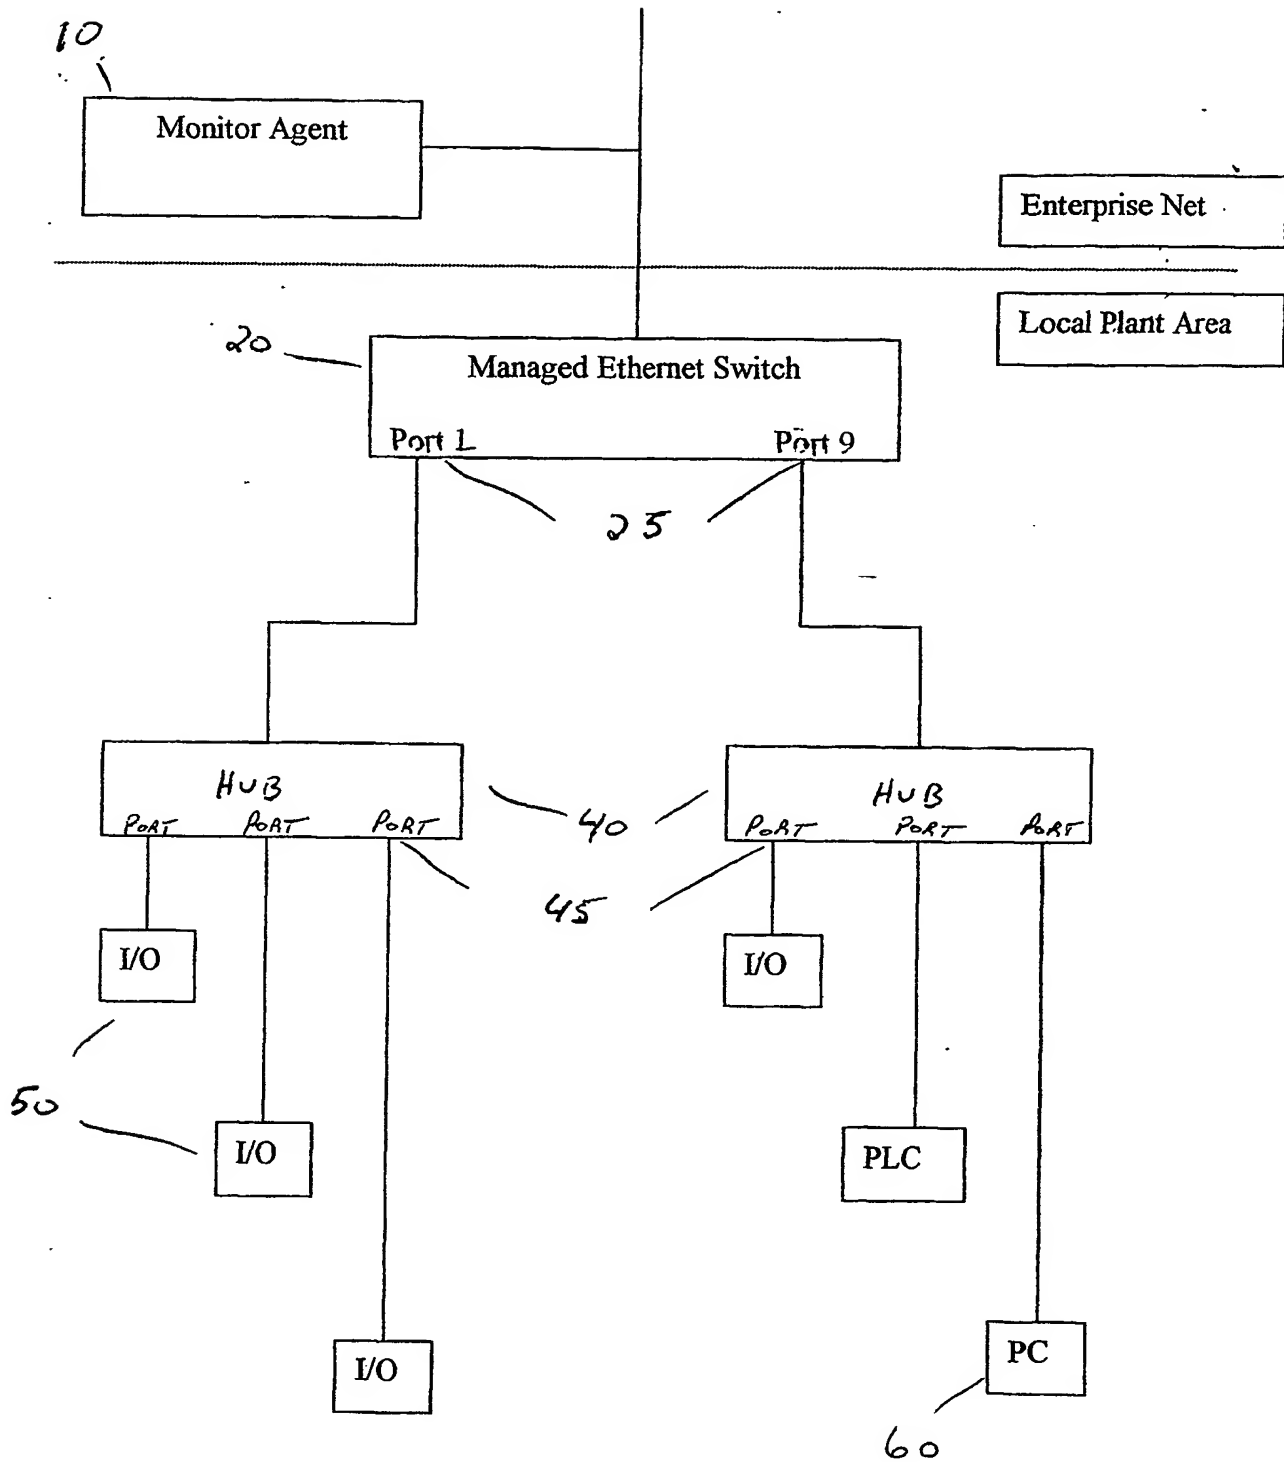 10
Monitor Agent
Enterprise Net
Local Plant Area
20
Managed Ethernet Switch
Port 1 Port 9
25
HUB HUB
40
PORT PORT PORT PORT PORT PORT
45
I/O I/O
50
I/O PLC
I/O PC
60